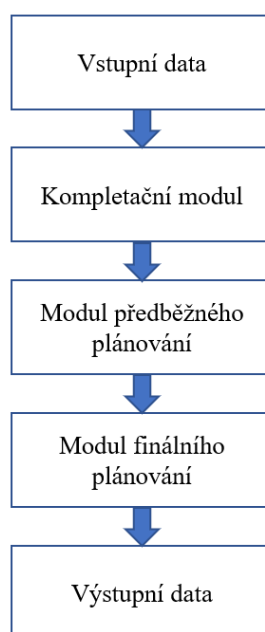 Vstupní data
Kompletační modul
Modul předběžného
plánování
Modul finálního
plánování
Výstupní data